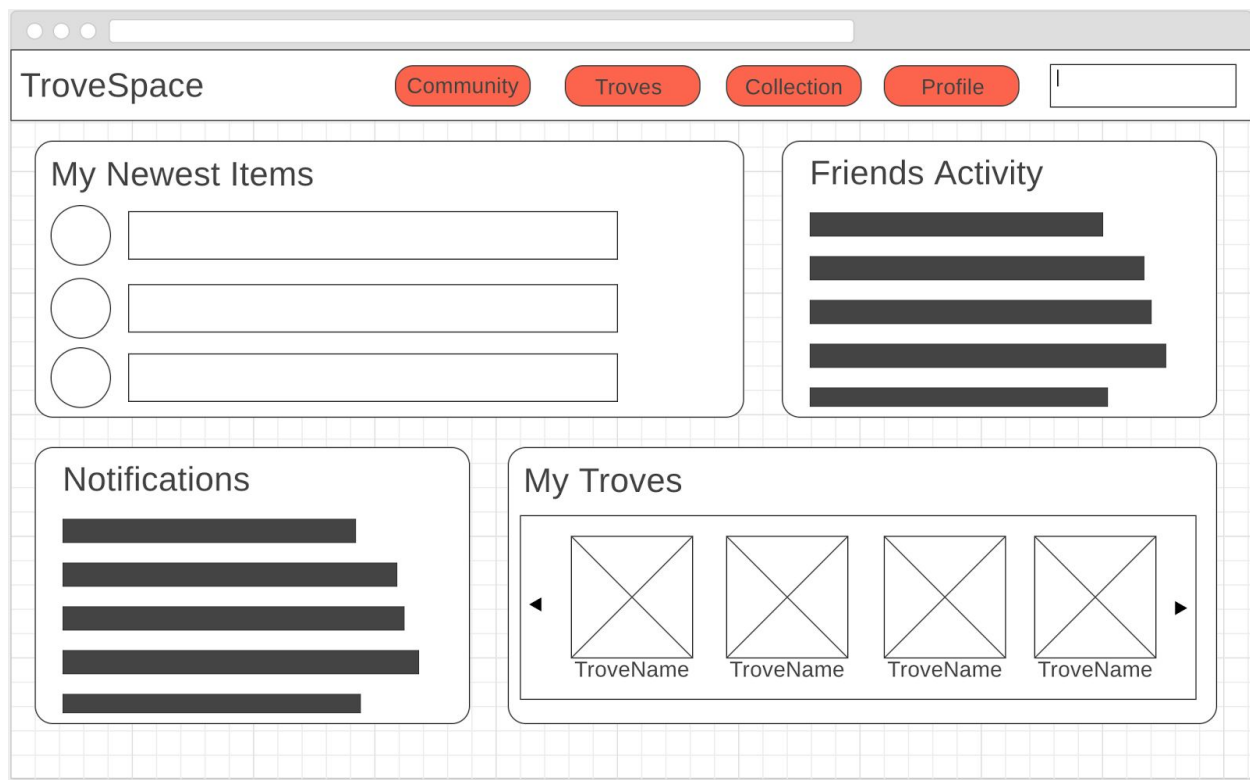 TroveSpace
Community
Troves
Collection
Profile
My Newest Items
Friends Activity
Notifications
My Troves
TroveName
TroveName
TroveName
TroveName